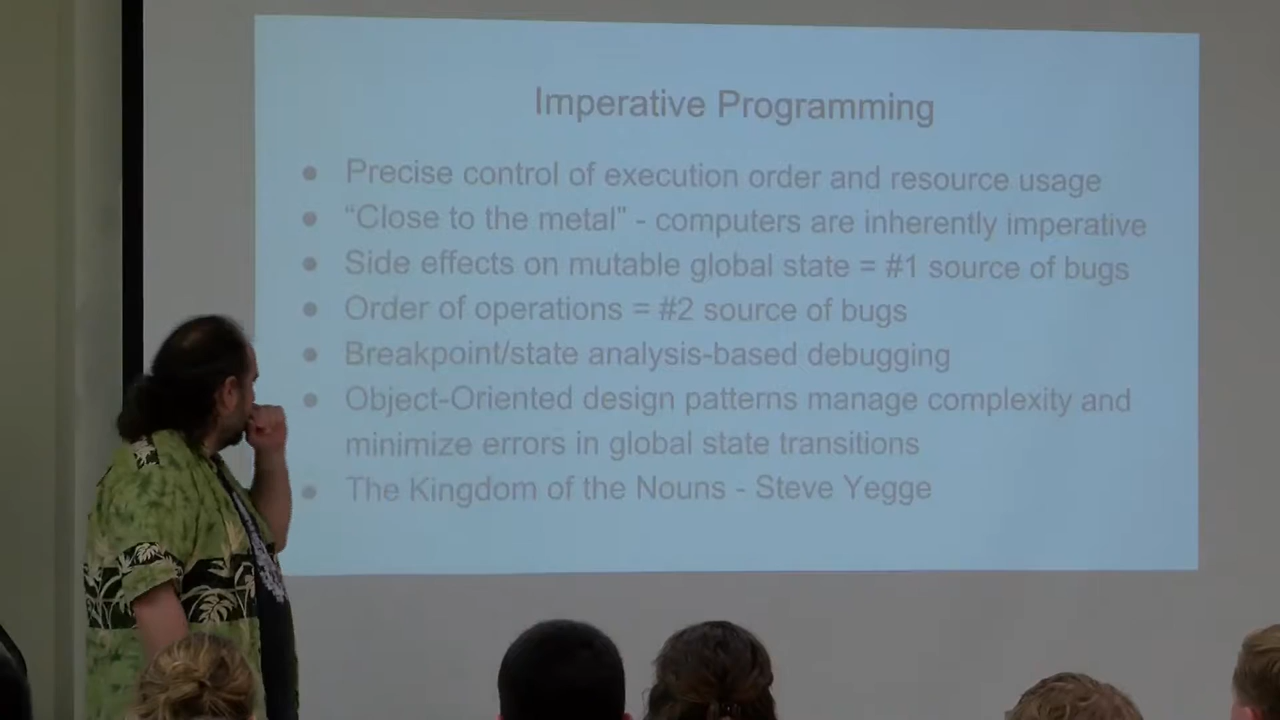 Imperative Programming
● Precise control of execution order and resource usage
● “Close to the metal” - computers are inherently imperative
● Side effects on mutable global state = #1 source of bugs
● Order of operations = #2 source of bugs
● Breakpoint/state analysis-based debugging
● Object-Oriented design patterns manage complexity and
minimize errors in global state transitions
● The Kingdom of the Nouns - Steve Yegge